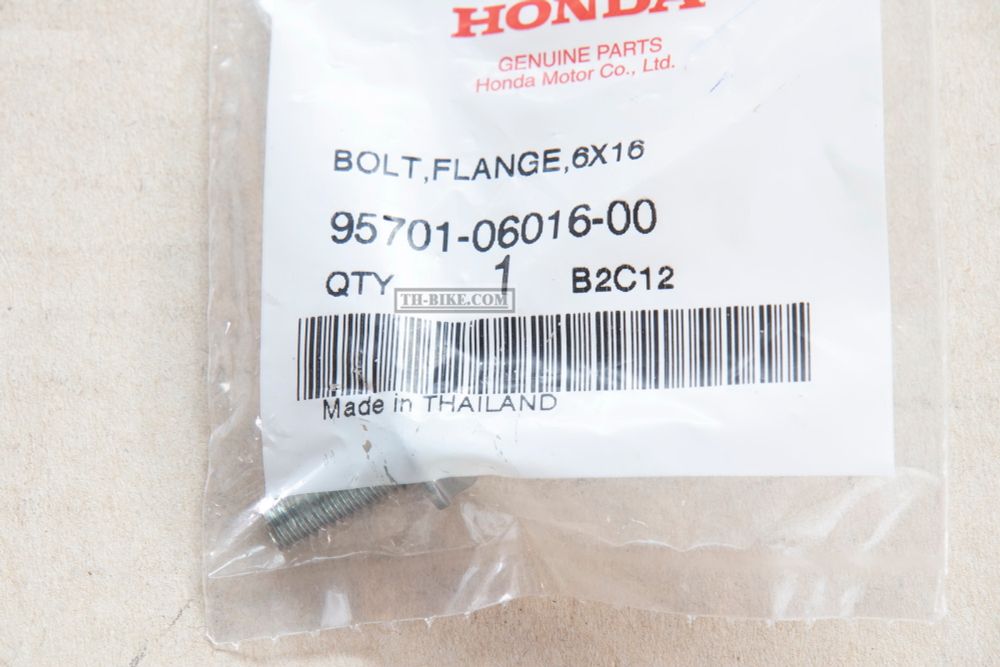 HONDA
GENUINE PARTS
Honda Motor Co., Ltd.
BOLT,FLANGE,6X16
95701-06016-00
QTY 1 B2C12
TH-BIKE.COM
Made in THAILAND